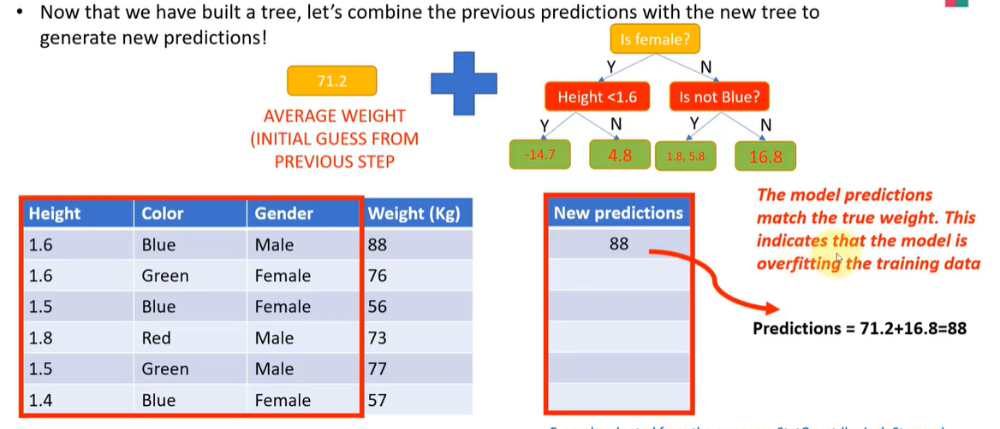 • Now that we have built a tree, let's combine the previous predictions with the new tree to
generate new predictions!
Is female?
71.2
Y N
Height <1.6 Is not Blue?
AVERAGE WEIGHT
(INITIAL GUESS FROM
PREVIOUS STEP
Y N Y N
-14.7 4.8 1.8, 5.8 16.8
Height Color Gender Weight (Kg)
1.6 Blue Male 88
1.6 Green Female 76
1.5 Blue Female 56
1.8 Red Male 73
1.5 Green Male 77
1.4 Blue Female 57
New predictions
88
The model predictions
match the true weight. This
indicates that the model is
overfitting the training data
Predictions = 71.2+16.8=88